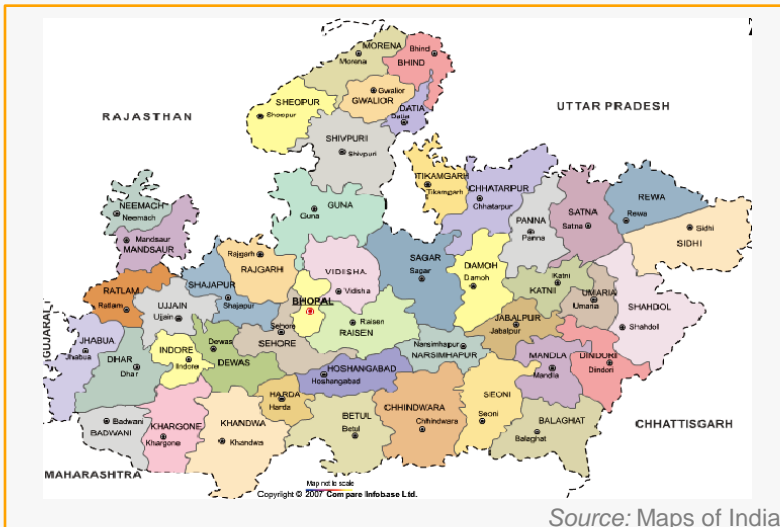 MORENA
Morena
Bhind
BHIND
Gwalior
GWALIOR
SHEOPUR
Sheopur
DATIA
Datia
RAJASTHAN
UTTAR PRADESH
SHIVPURI
Shivpuri
TIKAMGARH
Tikamgarh
CHHATARPUR
Chhatarpur
NEEMACH
Neemach
GUNA
Guna
PANNA
Panna
SATNA
Satna
REWA
Rewa
Sidhi
SIDHI
Mandsaur
MANDSAUR
Rajgarh
RAJGARH
VIDISHA
Vidisha
SAGAR
Sagar
DAMOH
Damoh
Katni
KATNI
UMARIA
Umaria
SHAHDOL
Shahdol
RATLAM
Ratlam
UJJAIN
Ujjain
SHAJAPUR
Shajapur
BHOPAL
Raisen
RAISEN
Sehore
SEHORE
JABALPUR
Jabalpur
Narsimhapur
NARSIMHAPUR
GUJARAT
JHABUA
Jhabua
DHAR
Dhar
INDORE
Indore
Dewas
DEWAS
HOSHANGABAD
Hoshangabad
MANDLA
Mandla
DINDORI
Dindori
HARDA
Harda
SEONI
Seoni
Badwani
BADWANI
KHARGONE
Khargone
KHANDWA
Khandwa
BETUL
Betul
CHHINDWARA
Chhindwara
BALAGHAT
Balaghat
CHHATTISGARH
MAHARASHTRA
Map not to scale
Copyright © 2007 Compare Infobase Ltd.
Source: Maps of India